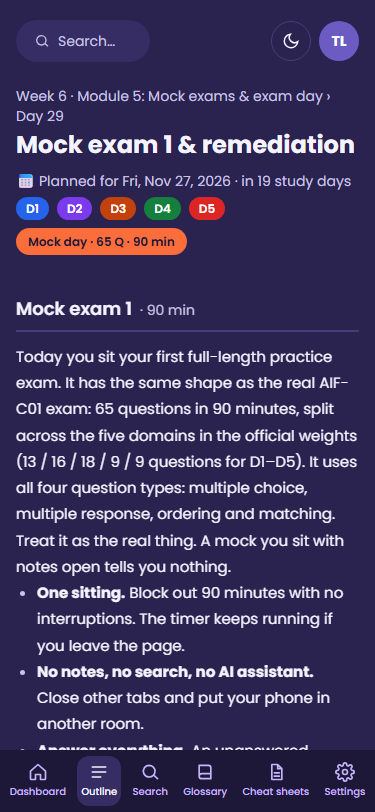 Search...
TL
Week 6 · Module 5: Mock exams & exam day ›
Day 29
Mock exam 1 & remediation
Planned for Fri, Nov 27, 2026 · in 19 study days
D1 D2 D3 D4 D5
Mock day · 65 Q · 90 min
Mock exam 1 · 90 min
Today you sit your first full-length practice
exam. It has the same shape as the real AIF-
C01 exam: 65 questions in 90 minutes, split
across the five domains in the official weights
(13 / 16 / 18 / 9 / 9 questions for D1–D5). It uses
all four question types: multiple choice,
multiple response, ordering and matching.
Treat it as the real thing. A mock you sit with
notes open tells you nothing.
• One sitting. Block out 90 minutes with no
interruptions. The timer keeps running if
you leave the page.
• No notes, no search, no AI assistant.
Close other tabs and put your phone in
another room.
• Answer everything. An unanswered
Dashboard Outline Search Glossary Cheat sheets Settings